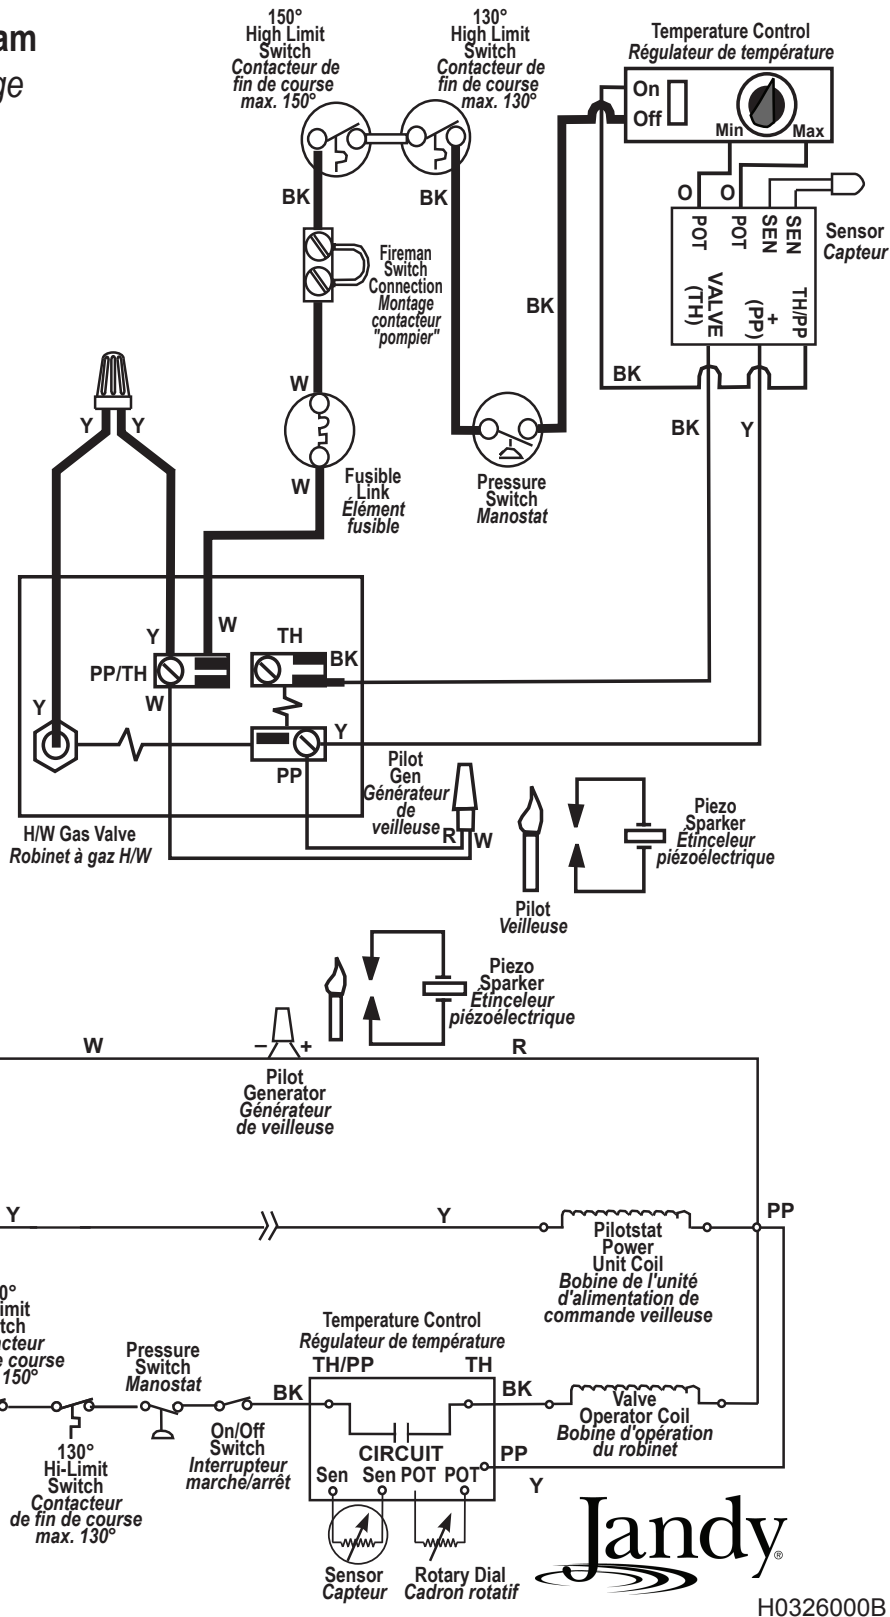 am
ge
150°
High Limit
Switch
Contacteur de
fin de course
max. 150°
130°
High Limit
Switch
Contacteur de
fin de course
max. 130°
Temperature Control
Régulateur de température
On
Off
Min
Max
BK
BK
O
O
POT
POT
SEN
SEN
Sensor
Capteur
Fireman
Switch
Connection
Montage
contacteur
"pompier"
VALVE
(TH)
+
(PP)
TH/PP
BK
BK
W
Y
Y
BK
Y
W
Fusible
Link
Élément
fusible
Pressure
Switch
Manostat
Y
W
TH
PP/TH
BK
W
Y
Y
PP
Pilot
Gen
Générateur
de
veilleuse
R
W
H/W Gas Valve
Robinet à gaz H/W
Piezo
Sparker
Étinceleur
piézoélectrique
Pilot
Veilleuse
Piezo
Sparker
Étinceleur
piézoélectrique
W
–
+
R
Pilot
Generator
Générateur
de veilleuse
Y
Y
PP
Pilotstat
Power
Unit Coil
Bobine de l'unité
d'alimentation de
commande veilleuse
0°
imit
tch
acteur
e course
150°
Pressure
Switch
Manostat
Temperature Control
Régulateur de température
TH/PP
TH
BK
BK
Valve
Operator Coil
Bobine d'opération
du robinet
130°
Hi-Limit
Switch
Contacteur
de fin de course
max. 130°
On/Off
Switch
Interrupteur
marche/arrêt
CIRCUIT
PP
Sen
Sen
POT
POT
Y
Sensor
Capteur
Rotary Dial
Cadron rotatif
Jandy®
H0326000B